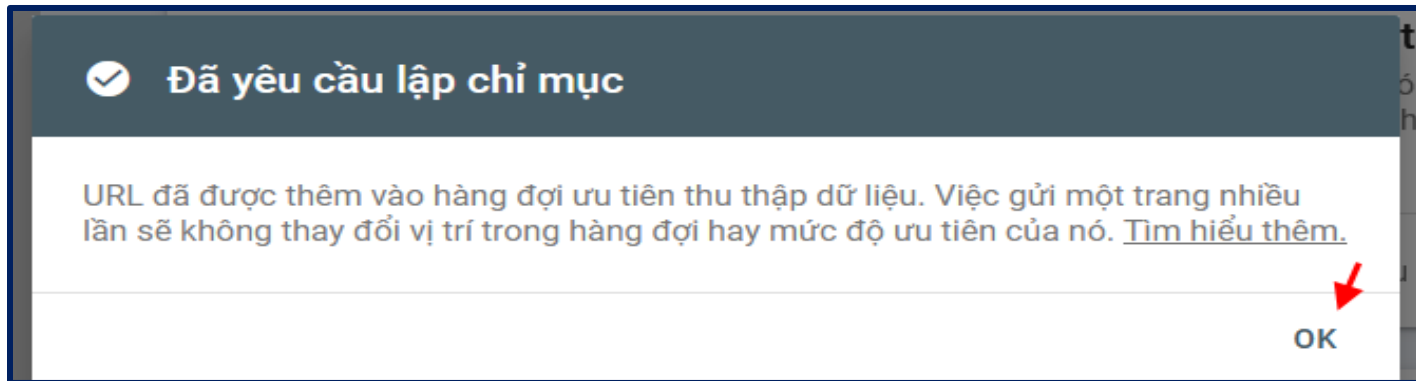 Đã yêu cầu lập chỉ mục
URL đã được thêm vào hàng đợi ưu tiên thu thập dữ liệu. Việc gửi một trang nhiều
lần sẽ không thay đổi vị trí trong hàng đợi hay mức độ ưu tiên của nó. Tìm hiểu thêm.
OK